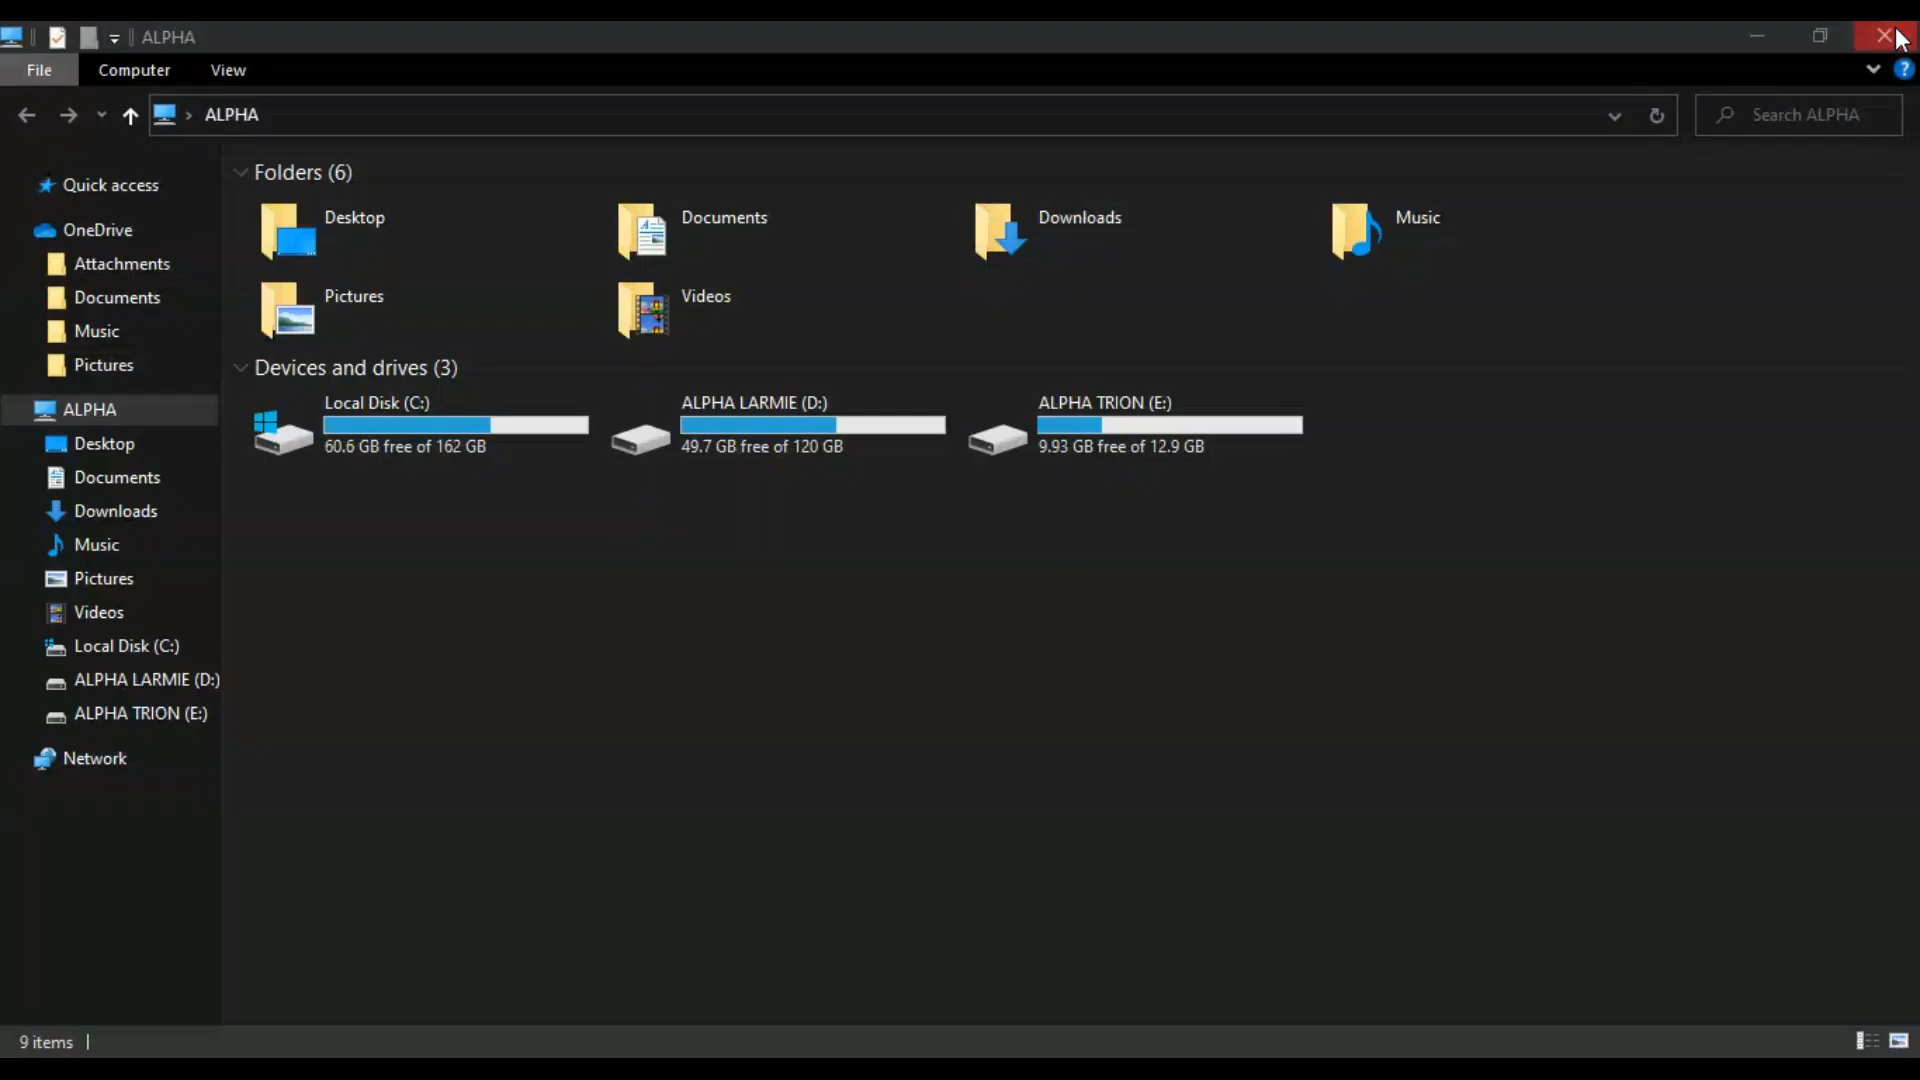 ALPHA
File Computer View
?
ALPHA
Search ALPHA
Quick access
OneDrive
Attachments
Documents
Music
Pictures
ALPHA
Desktop
Documents
Downloads
Music
Pictures
Videos
Local Disk (C:)
ALPHA LARMIE (D:)
ALPHA TRION (E:)
Network
Folders (6)
Desktop
Documents
Downloads
Music
Pictures
Videos
Devices and drives (3)
Local Disk (C:)
60.6 GB free of 162 GB
ALPHA LARMIE (D:)
49.7 GB free of 120 GB
ALPHA TRION (E:)
9.93 GB free of 12.9 GB
9 items